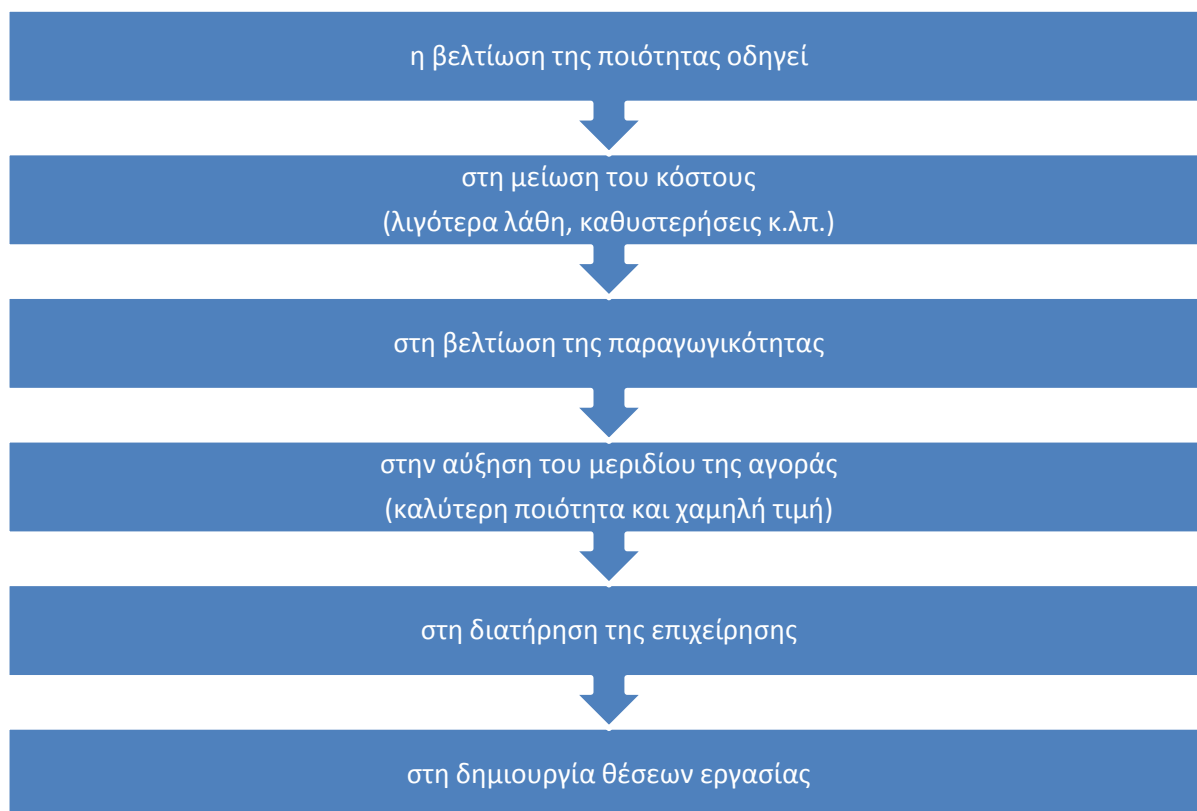 η βελτίωση της ποιότητας οδηγεί
στη μείωση του κόστους
(λιγότερα λάθη, καθυστερήσεις κ.λπ.)
στη βελτίωση της παραγωγικότητας
στην αύξηση του μεριδίου της αγοράς
(καλύτερη ποιότητα και χαμηλή τιμή)
στη διατήρηση της επιχείρησης
στη δημιουργία θέσεων εργασίας